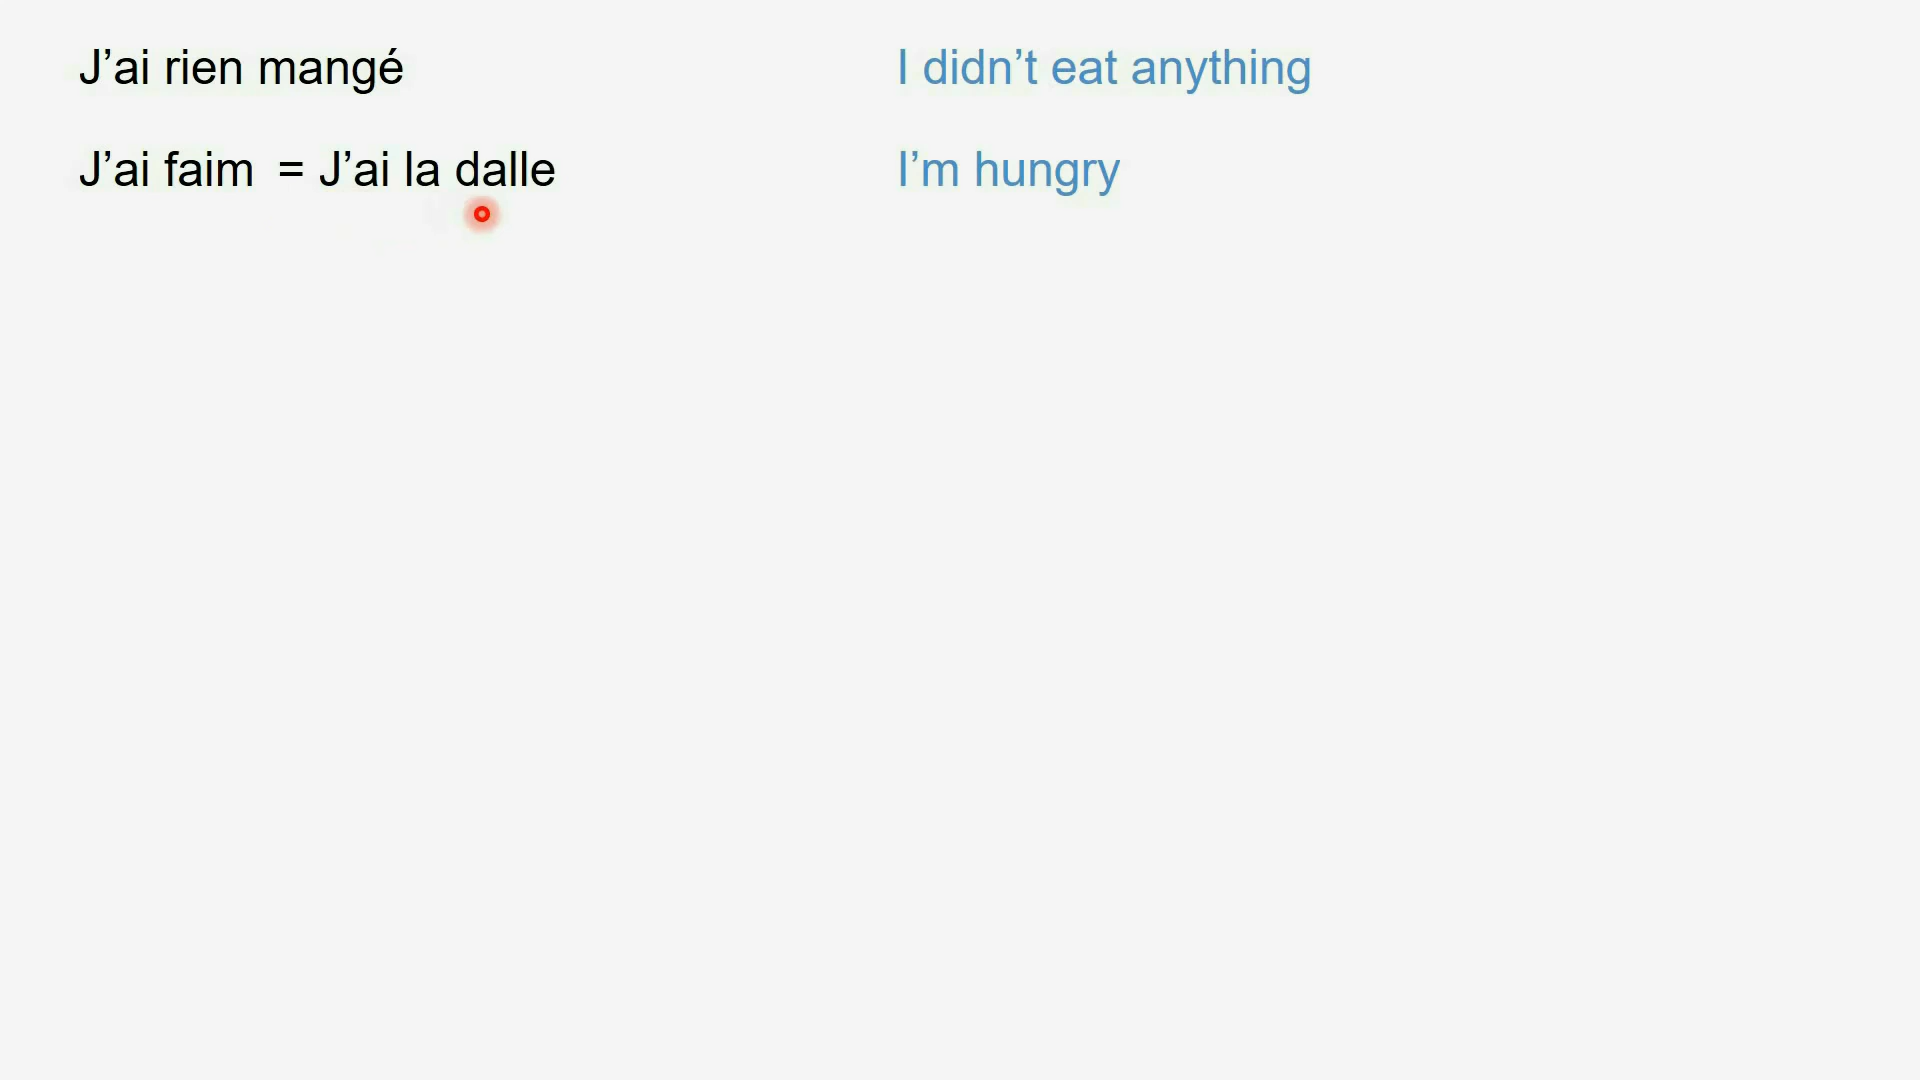 J’ai rien mangé I didn’t eat anything
J’ai faim = J’ai la dalle I’m hungry